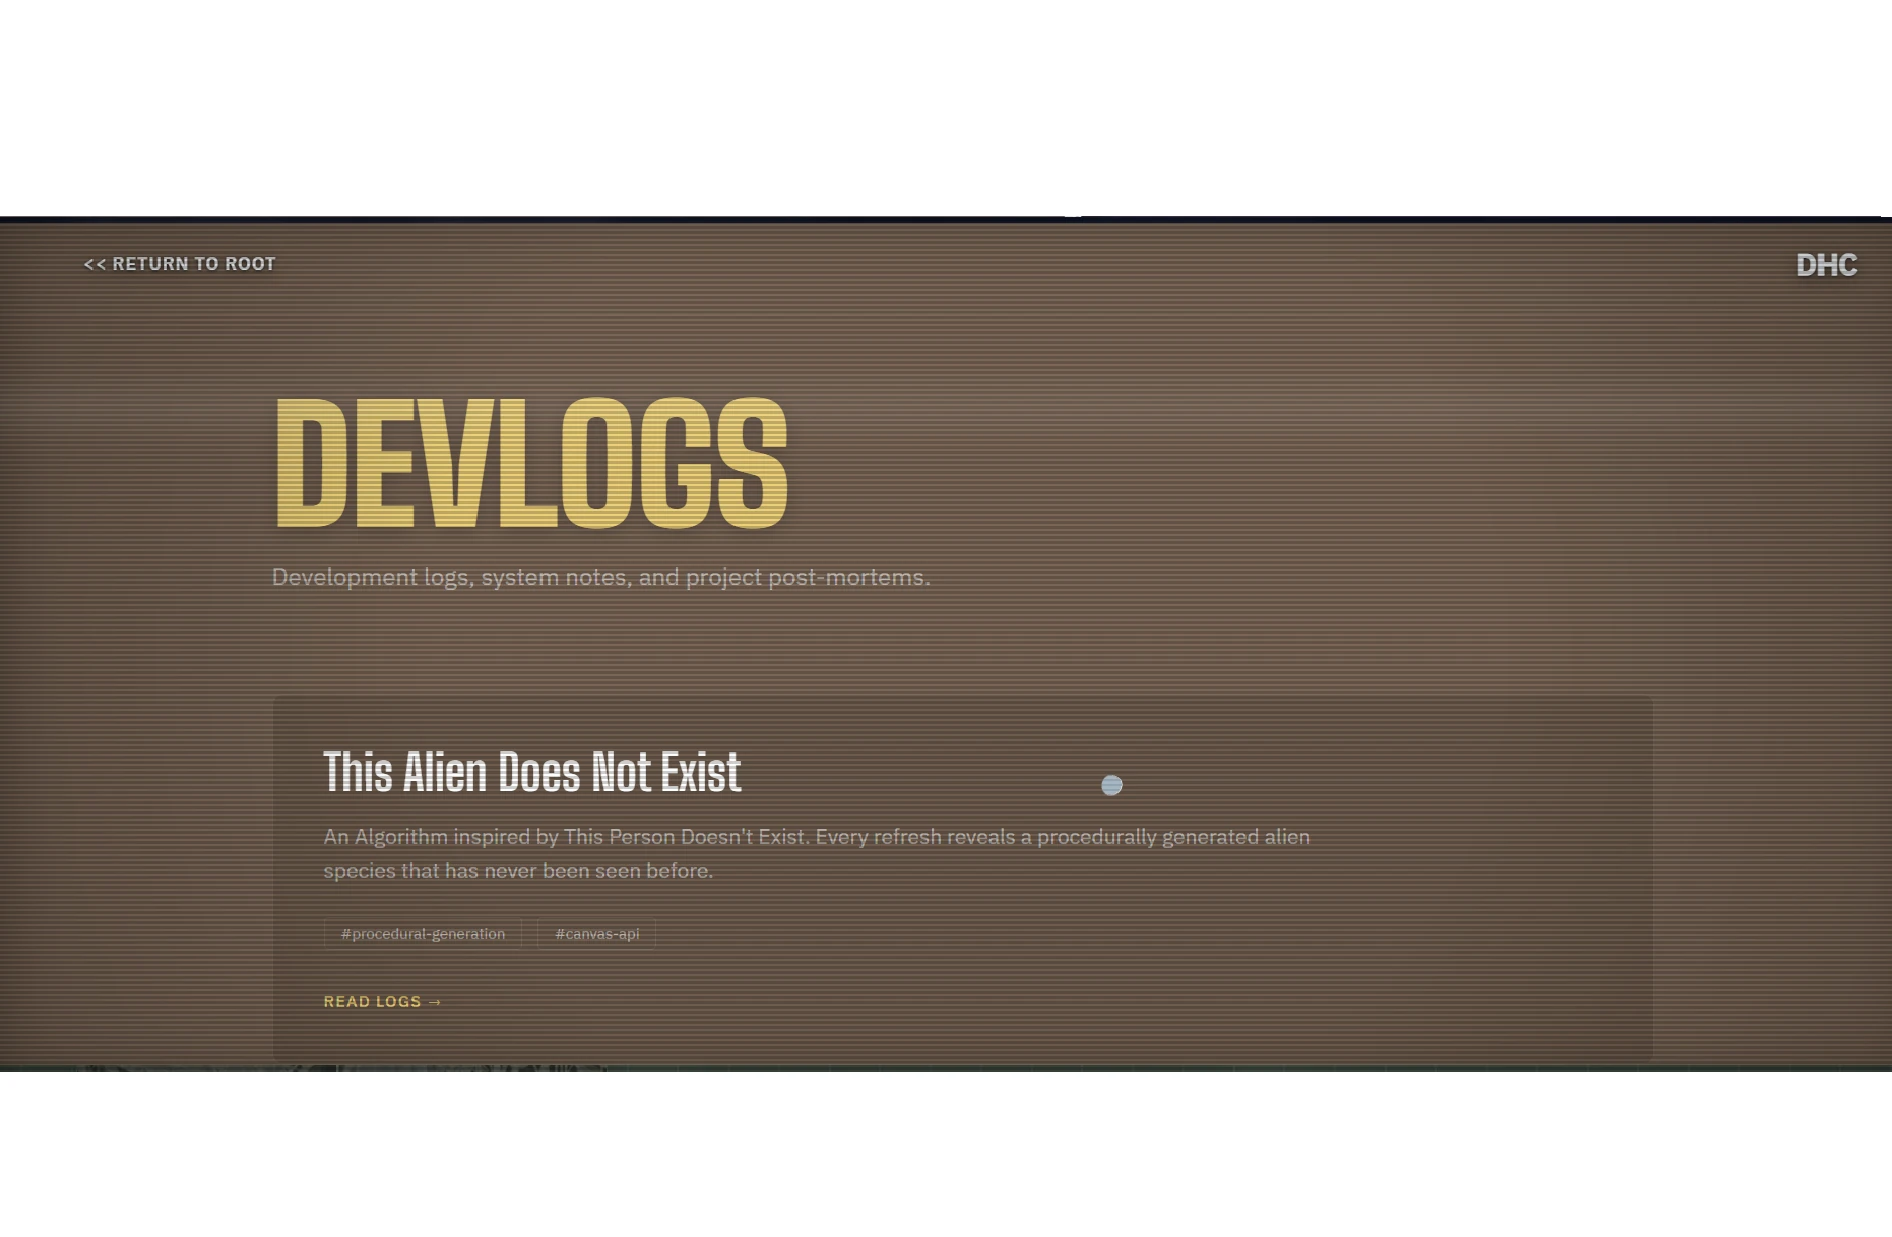 << RETURN TO ROOT
DHC
DEVLOGS
Development logs, system notes, and project post-mortems.
This Alien Does Not Exist
An Algorithm inspired by This Person Doesn't Exist. Every refresh reveals a procedurally generated alien
species that has never been seen before.
#procedural-generation #canvas-api
READ LOGS →